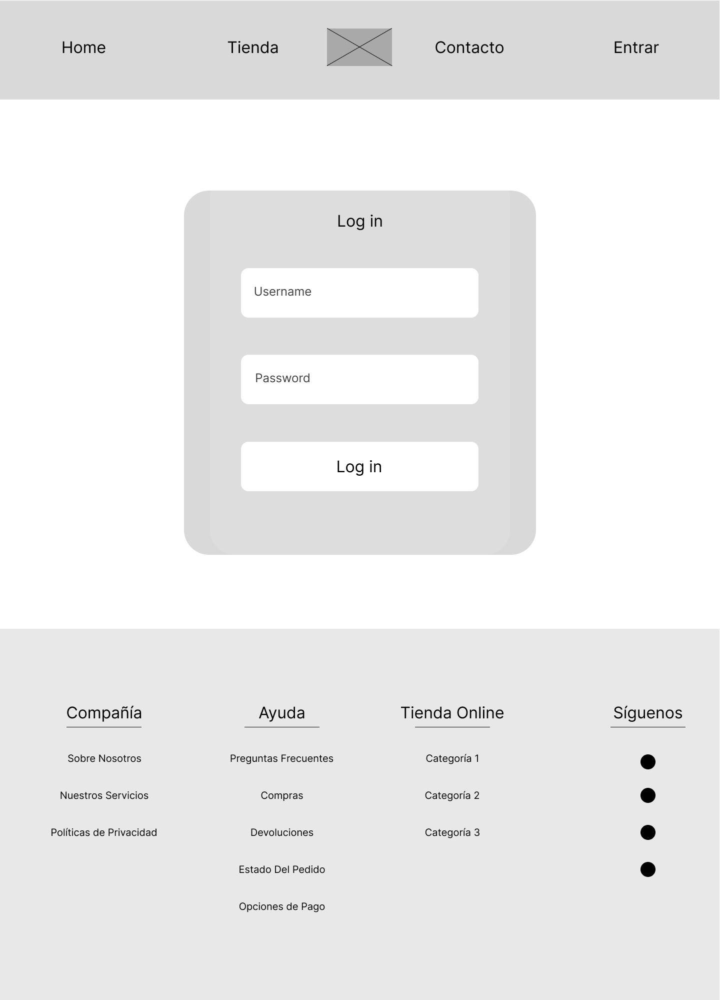 Home
Tienda
Contacto
Entrar
Log in
Username
Password
Log in
Compañía
Sobre Nosotros
Nuestros Servicios
Políticas de Privacidad
Ayuda
Preguntas Frecuentes
Compras
Devoluciones
Estado Del Pedido
Opciones de Pago
Tienda Online
Categoría 1
Categoría 2
Categoría 3
Síguenos